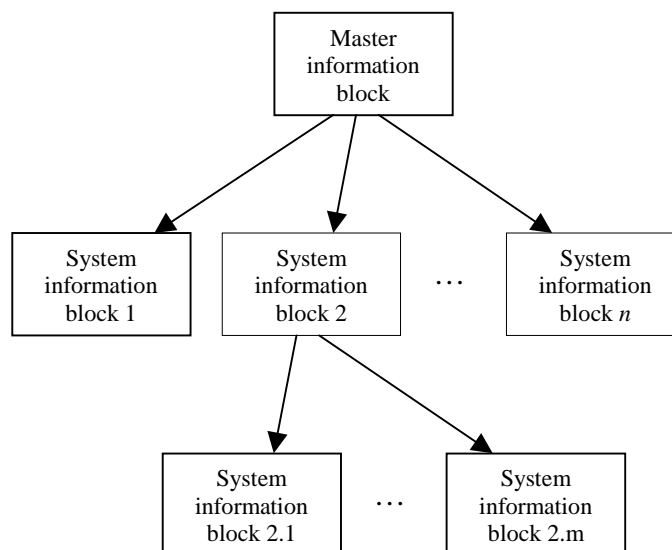 Master
information
block
System
information
block 1
System
information
block 2
…
System
information
block n
System
information
block 2.1
…
System
information
block 2.m